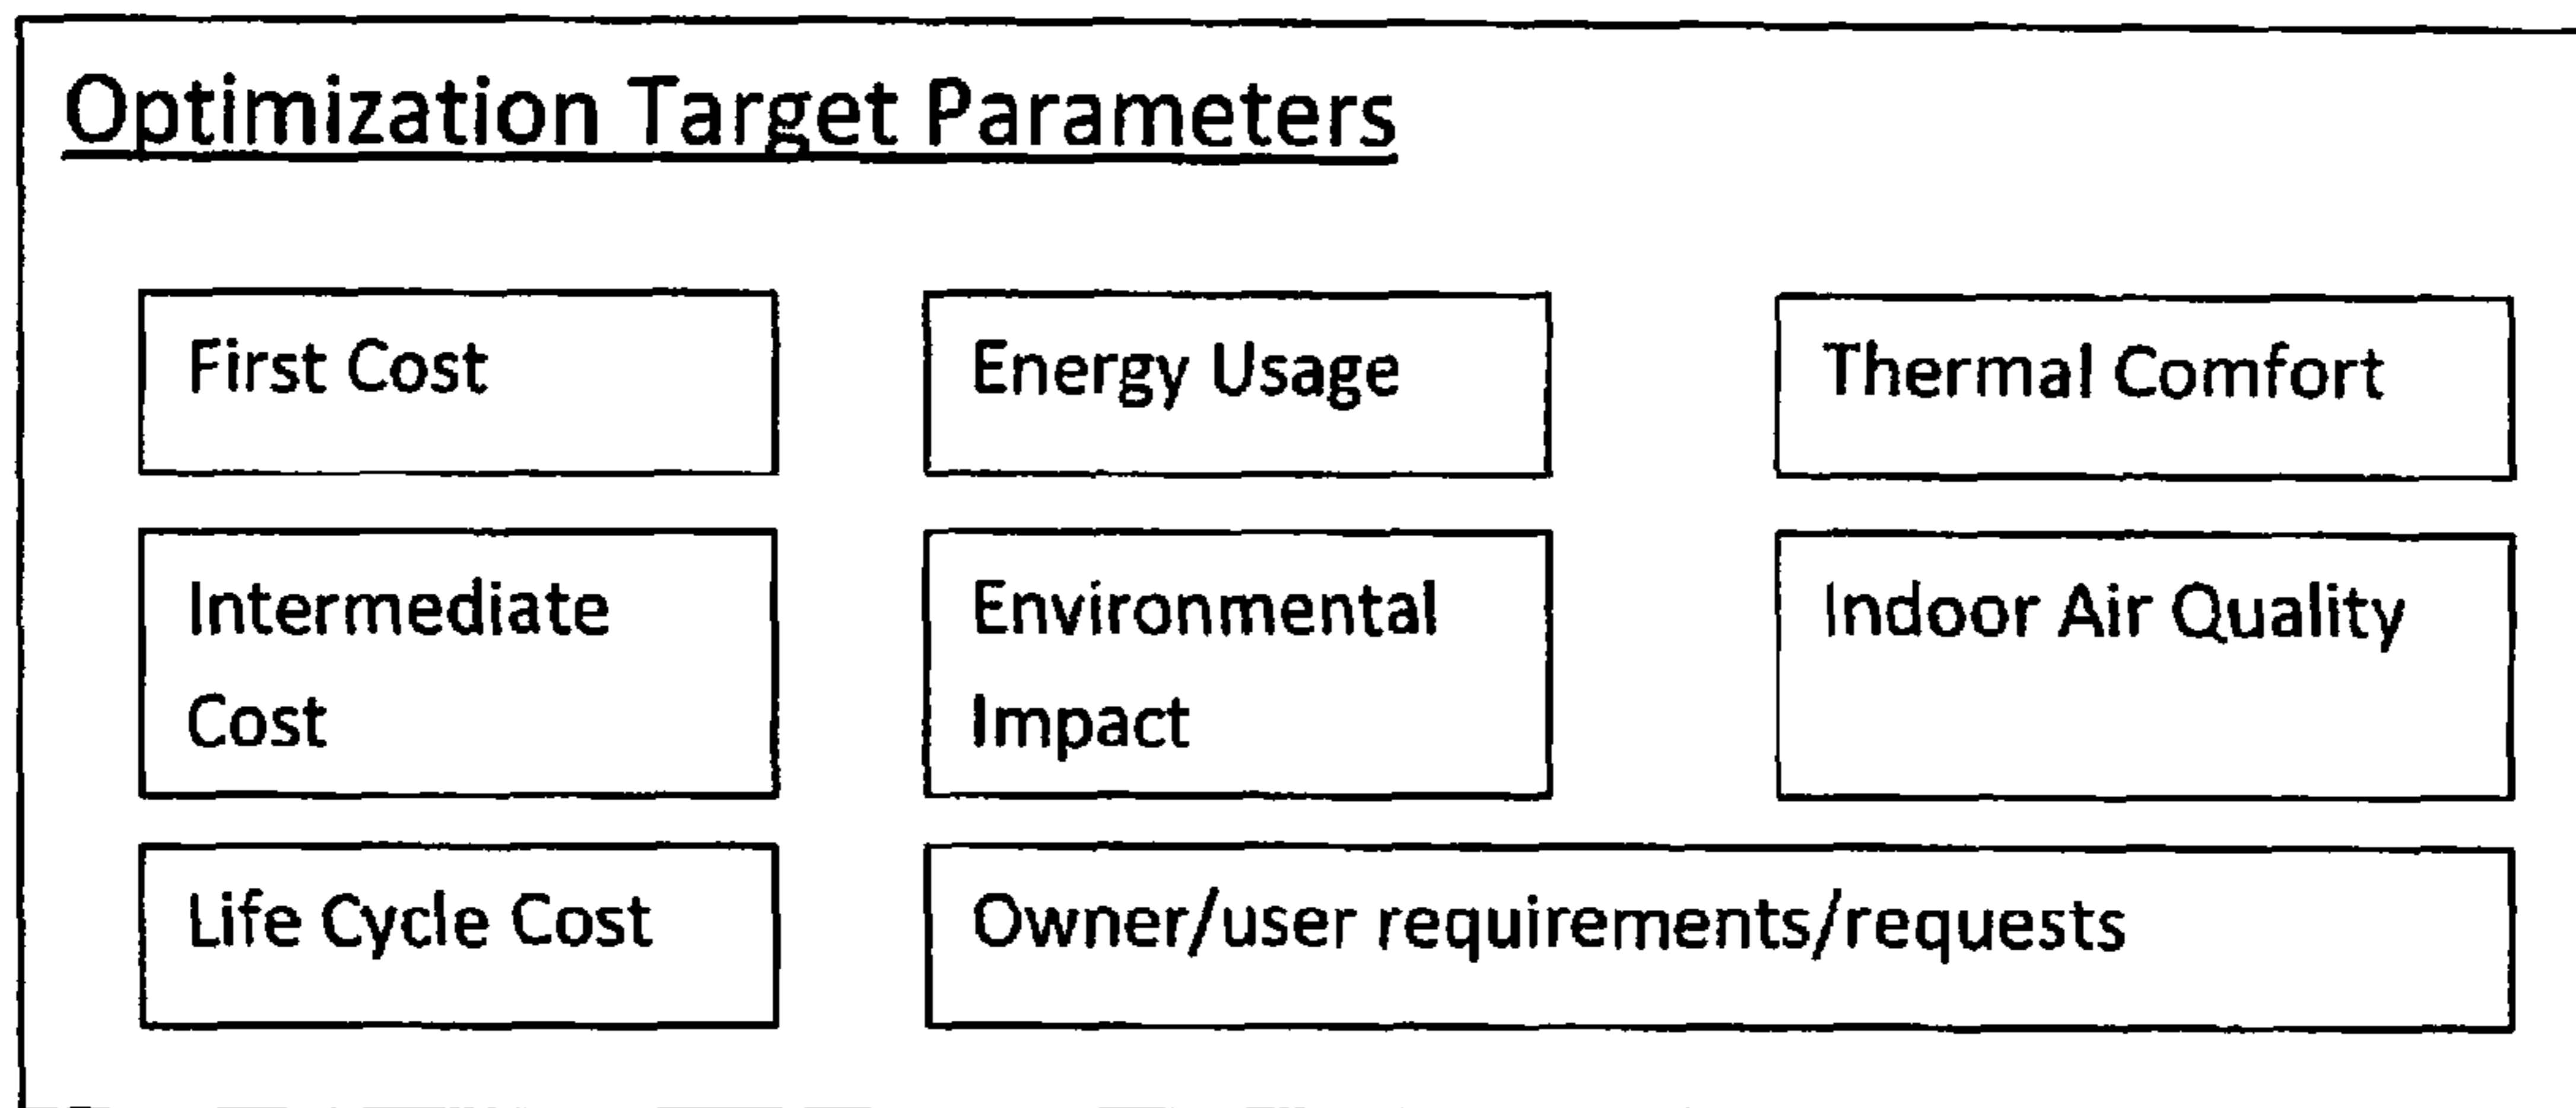 Optimization Target Parameters
First Cost
Energy Usage
Thermal Comfort
Intermediate
Cost
Environmental
Impact
Indoor Air Quality
Life Cycle Cost
Owner/user requirements/requests